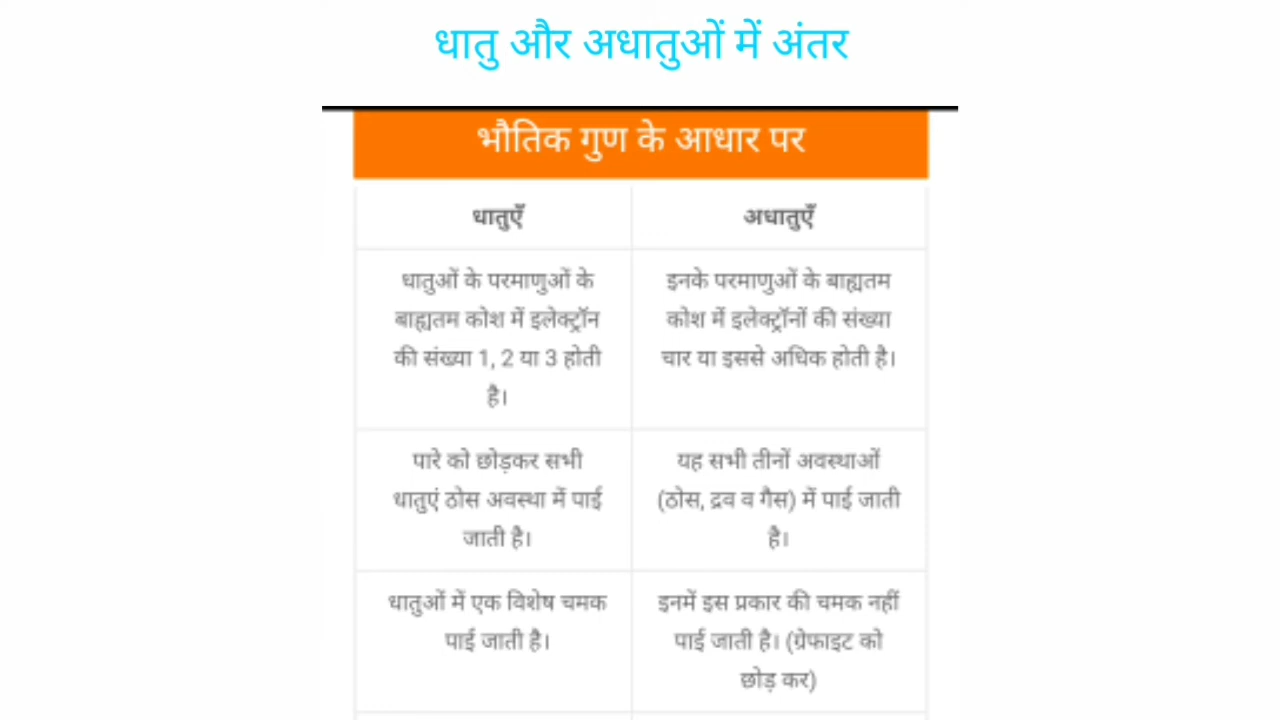 धातु और अधातुओं में अंतर
भौतिक गुण के आधार पर
धातुएँ
अधातुएँ
धातुओं के परमाणुओं के
बाह्यतम कोश में इलेक्ट्रॉन
की संख्या 1, 2 या 3 होती
है।
इनके परमाणुओं के बाह्यतम
कोश में इलेक्ट्रॉनों की संख्या
चार या इससे अधिक होती है।
पारे को छोड़कर सभी
धातुएं ठोस अवस्था में पाई
जाती है।
यह सभी तीनों अवस्थाओं
(ठोस, द्रव व गैस) में पाई जाती
है।
धातुओं में एक विशेष चमक
पाई जाती है।
इनमें इस प्रकार की चमक नहीं
पाई जाती है। (ग्रेफाइट को
छोड़ कर)